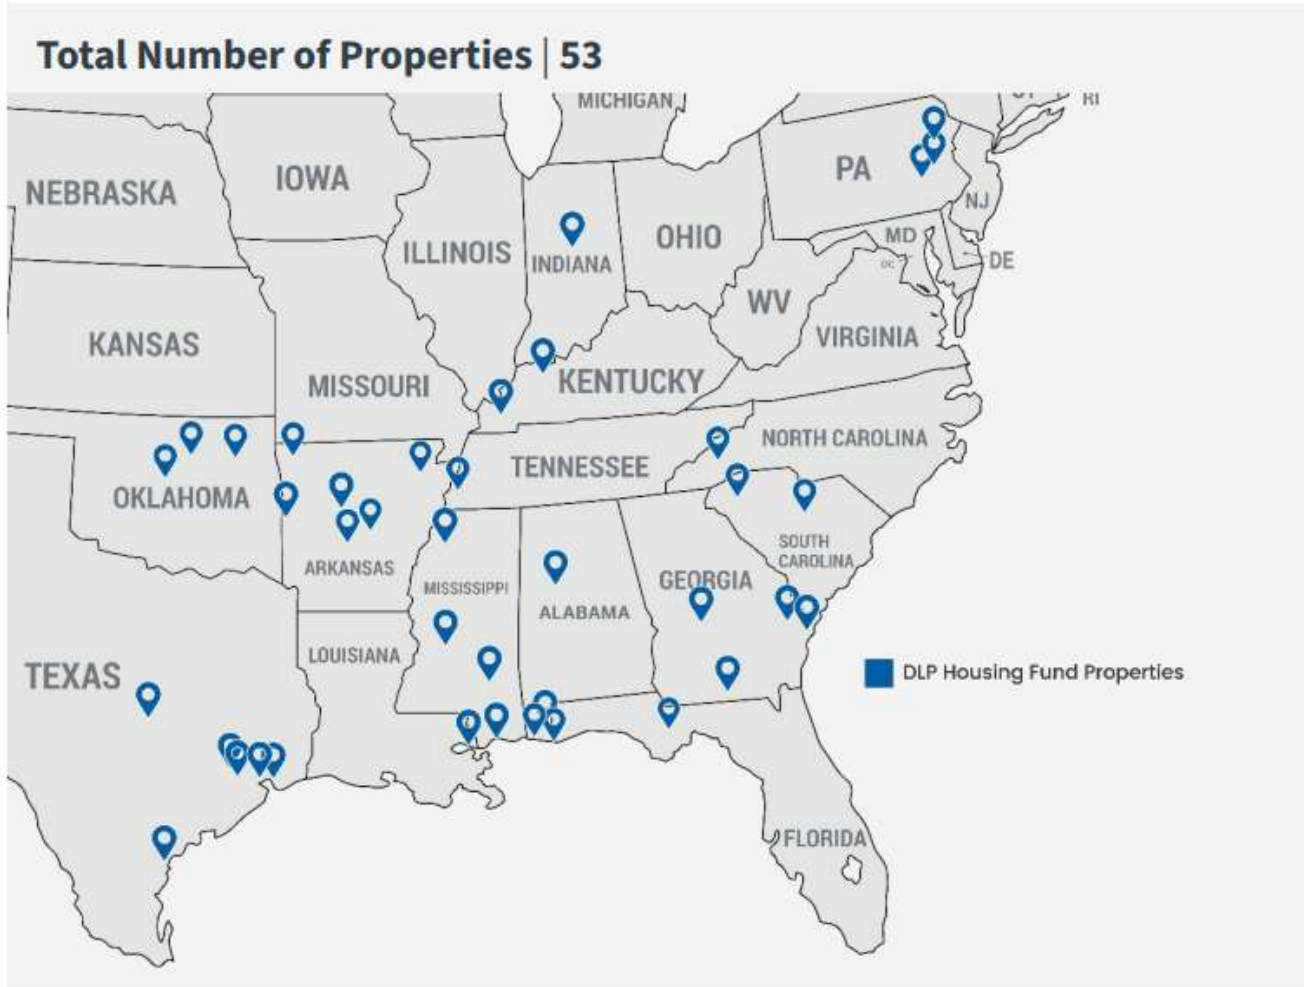 Total Number of Properties | 53
MICHIGAN
RI
NEBRASKA
IOWA
PA
NJ
ILLINOIS
INDIANA
OHIO
MD
DC
DE
WV
KANSAS
VIRGINIA
MISSOURI
KENTUCKY
NORTH CAROLINA
TENNESSEE
OKLAHOMA
SOUTH
CAROLINA
ARKANSAS
MISSISSIPPI
ALABAMA
GEORGIA
LOUISIANA
TEXAS
DLP Housing Fund Properties
FLORIDA